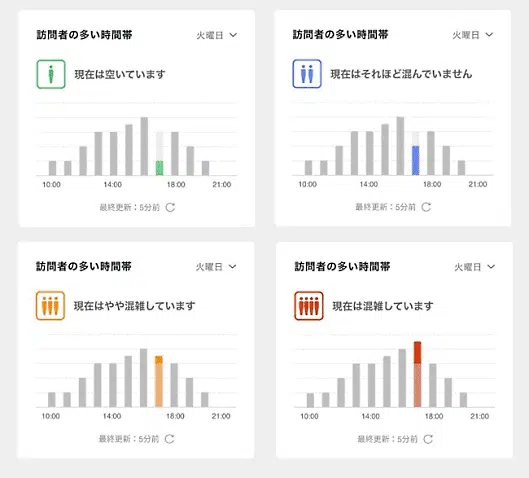 訪問者の多い時間帯 火曜日
現在は空いています
10:00 14:00 18:00 21:00
最終更新：5分前
訪問者の多い時間帯 火曜日
現在はそれほど混んでいません
10:00 14:00 18:00 21:00
最終更新：5分前
訪問者の多い時間帯 火曜日
現在はやや混雑しています
10:00 14:00 18:00 21:00
最終更新：5分前
訪問者の多い時間帯 火曜日
現在は混雑しています
10:00 14:00 18:00 21:00
最終更新：5分前